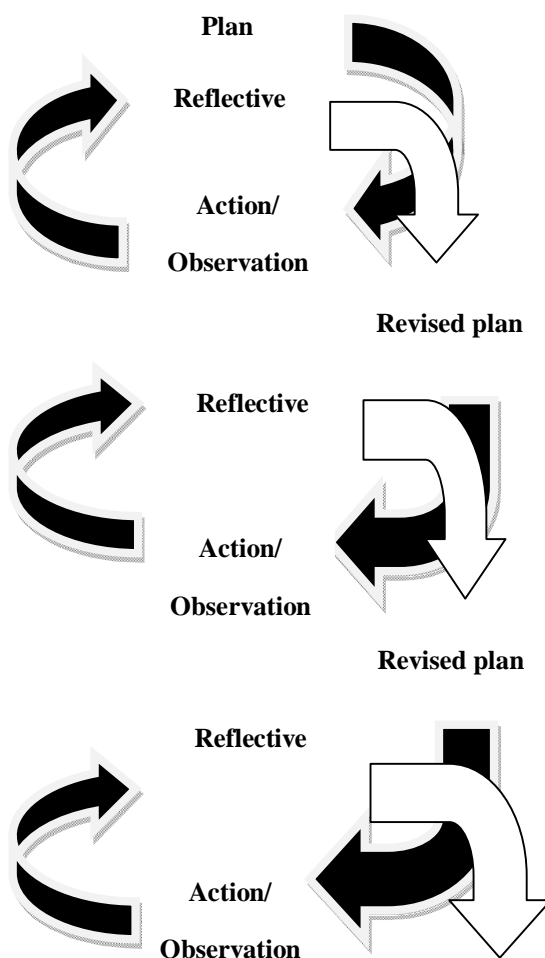 Plan
Reflective
Action/
Observation
Revised plan
Reflective
Action/
Observation
Revised plan
Reflective
Action/
Observation